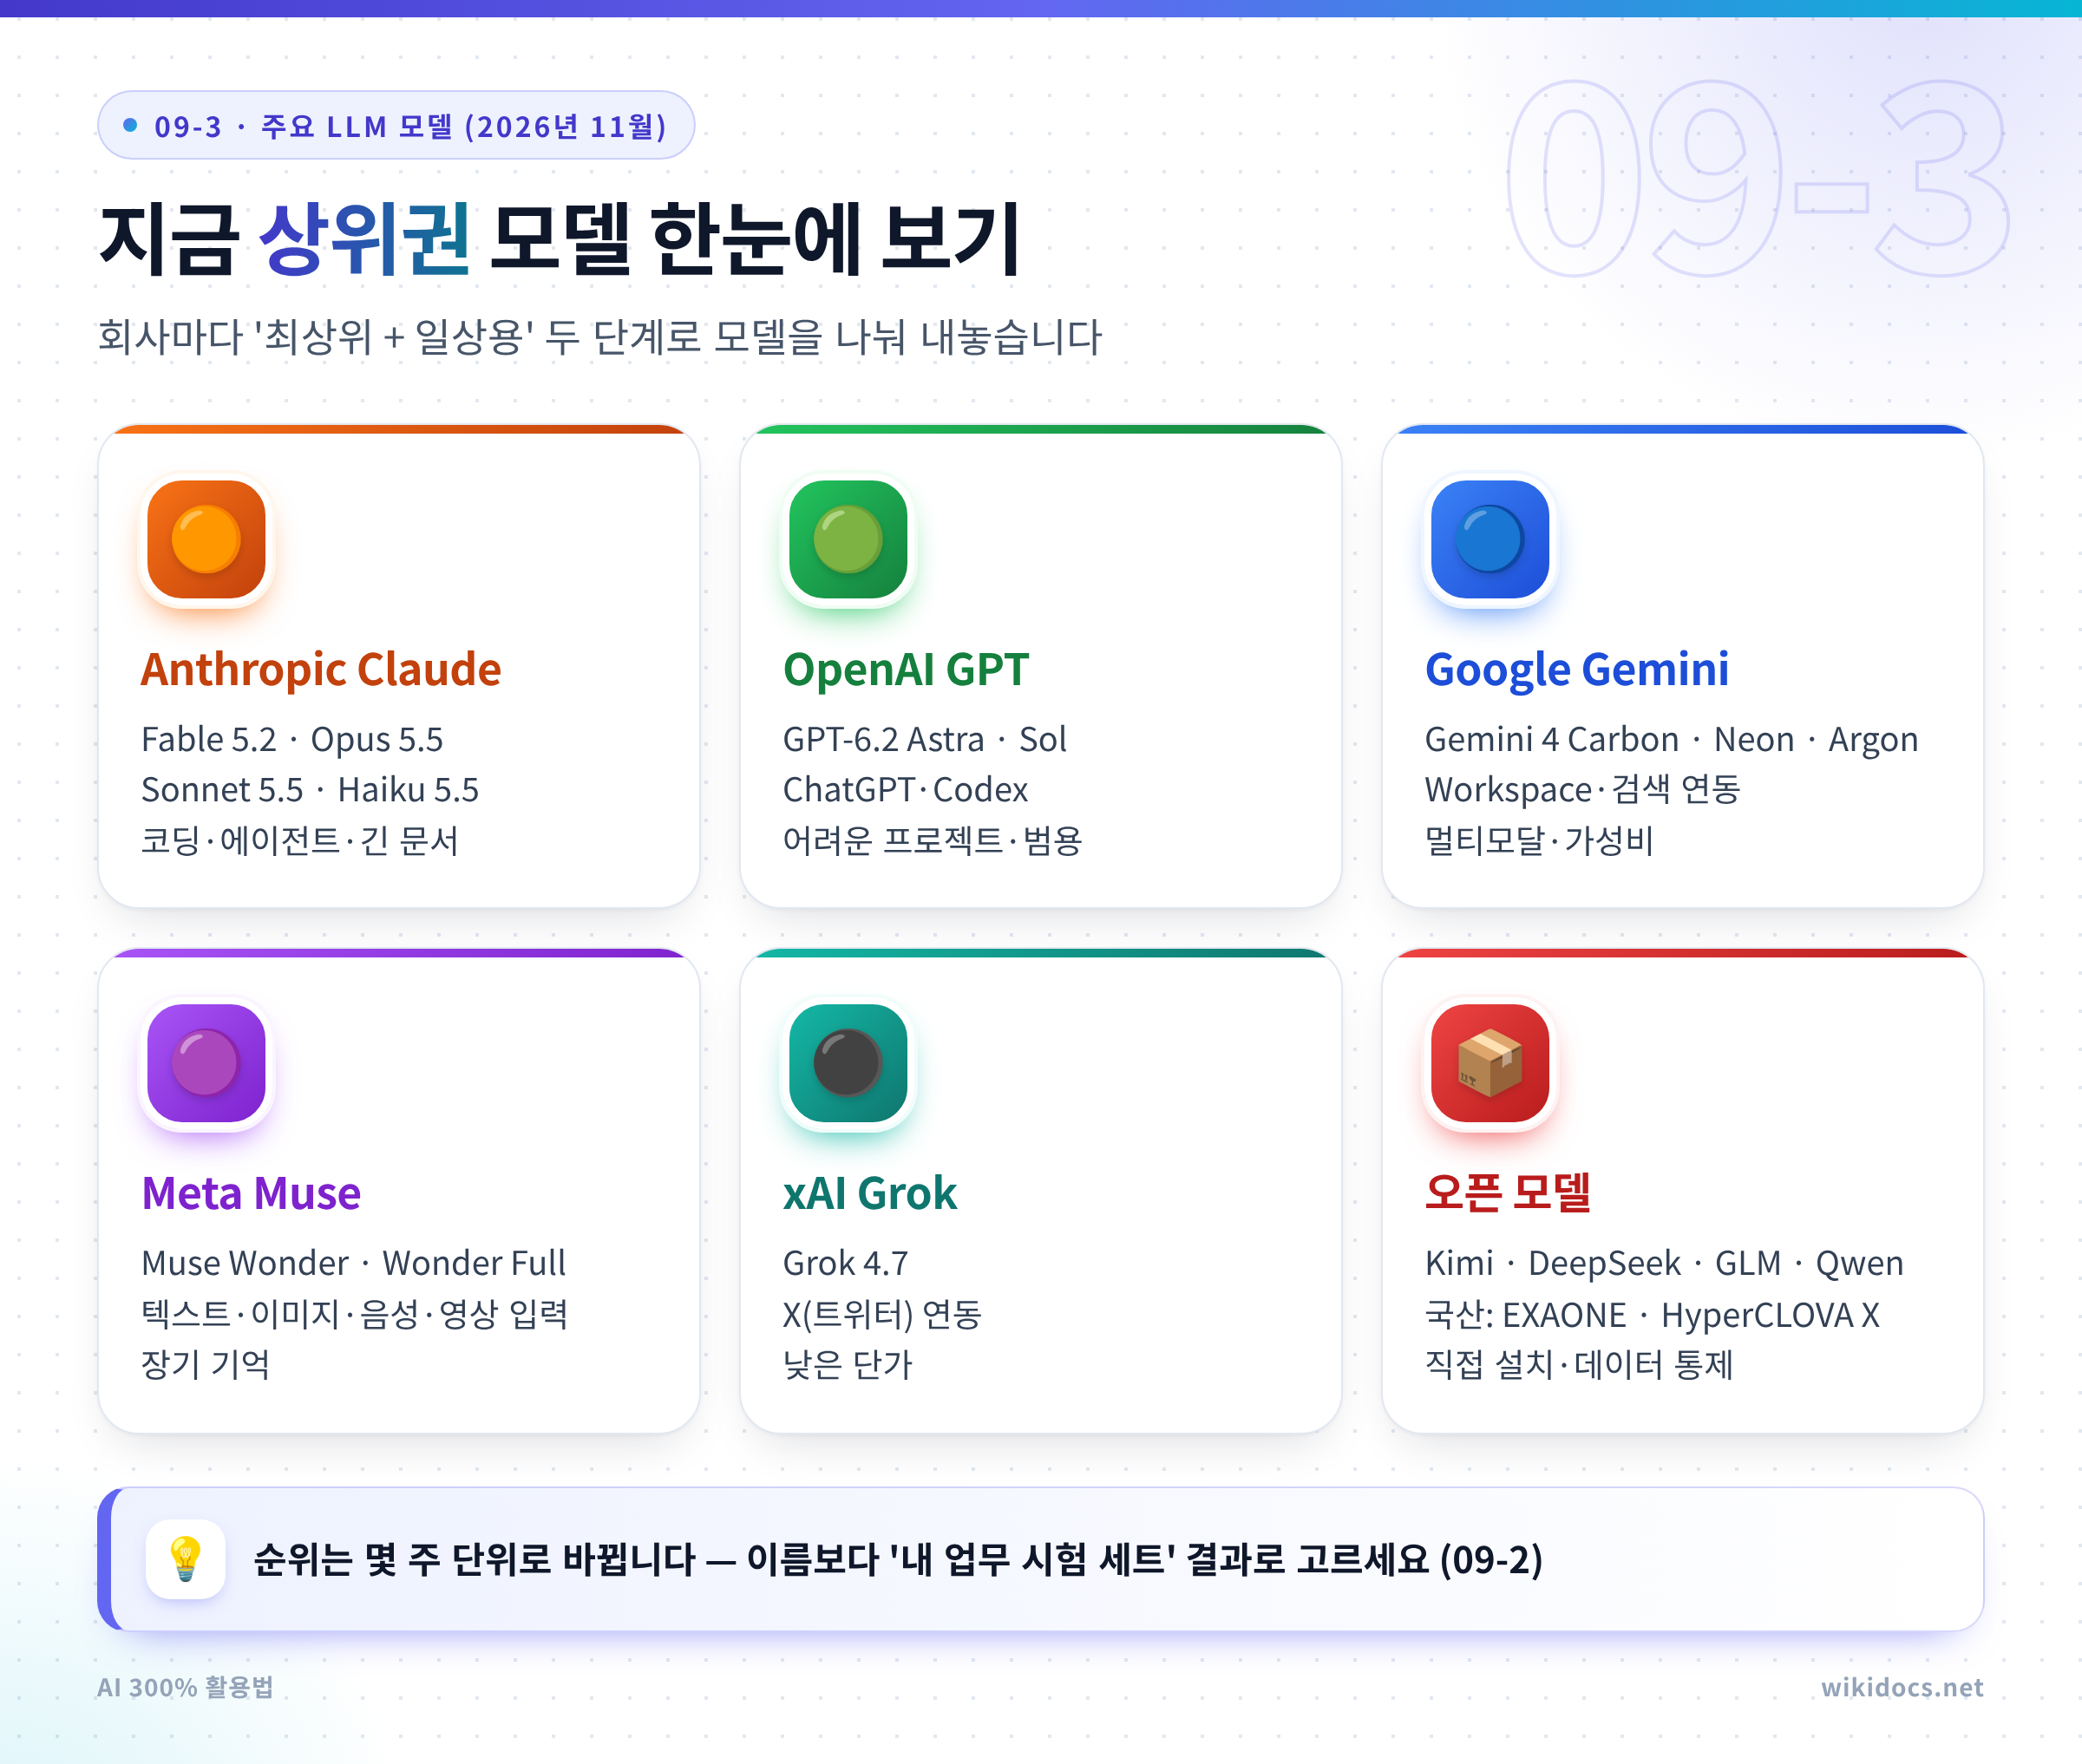 09-3 · 주요 LLM 모델 (2026년 11월)
09-3
지금 상위권 모델 한눈에 보기
회사마다 '최상위 + 일상용' 두 단계로 모델을 나눠 내놓습니다
Anthropic Claude
Fable 5.2 · Opus 5.5
Sonnet 5.5 · Haiku 5.5
코딩·에이전트·긴 문서
OpenAI GPT
GPT-6.2 Astra · Sol
ChatGPT·Codex
어려운 프로젝트·범용
Google Gemini
Gemini 4 Carbon · Neon · Argon
Workspace·검색 연동
멀티모달·가성비
Meta Muse
Muse Wonder · Wonder Full
텍스트·이미지·음성·영상 입력
장기 기억
xAI Grok
Grok 4.7
X(트위터) 연동
낮은 단가
오픈 모델
Kimi · DeepSeek · GLM · Qwen
국산: EXAONE · HyperCLOVA X
직접 설치·데이터 통제
순위는 몇 주 단위로 바뀝니다 — 이름보다 '내 업무 시험 세트' 결과로 고르세요 (09-2)
AI 300% 활용법
wikidocs.net